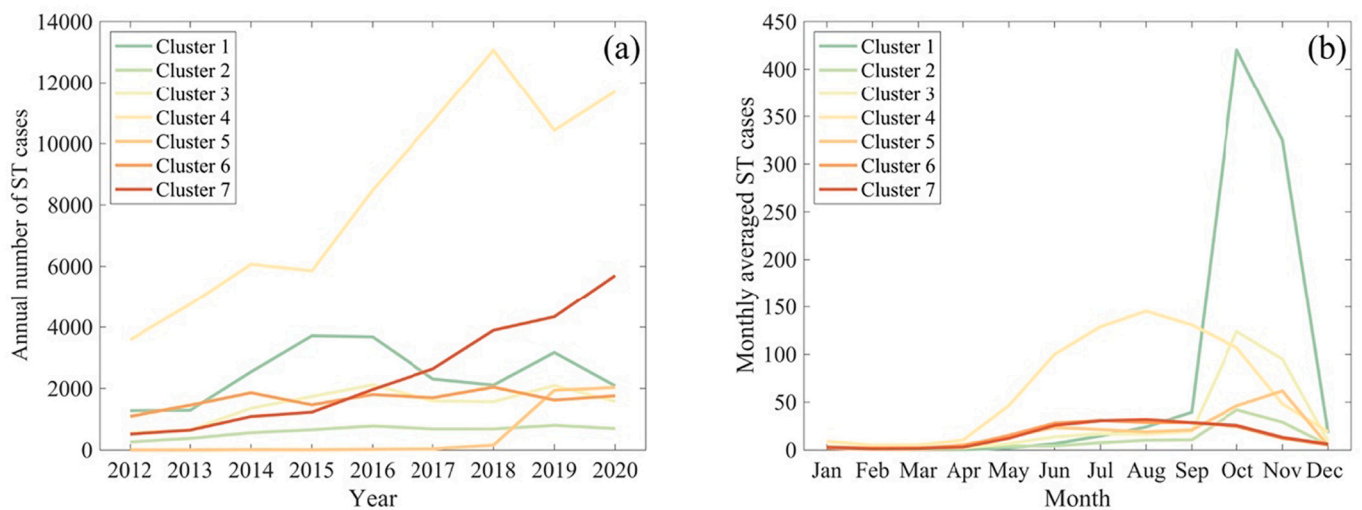 (a)
Annual number of ST cases
14000
12000
10000
8000
6000
4000
2000
0
Cluster 1
Cluster 2
Cluster 3
Cluster 4
Cluster 5
Cluster 6
Cluster 7
2012 2013 2014 2015 2016 2017 2018 2019 2020
Year
(b)
Monthly averaged ST cases
450
400
350
300
250
200
150
100
50
0
Cluster 1
Cluster 2
Cluster 3
Cluster 4
Cluster 5
Cluster 6
Cluster 7
Jan Feb Mar Apr May Jun Jul Aug Sep Oct Nov Dec
Month